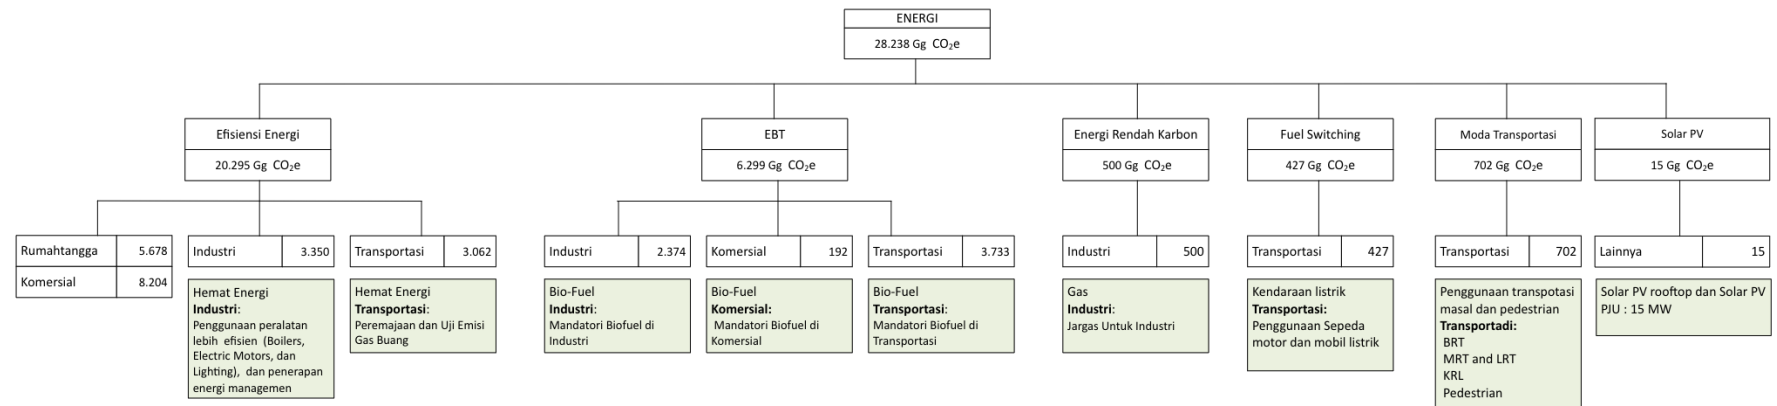 ENERGI
28.238 Gg CO₂e
Efisiensi Energi
20.295 Gg CO₂e
EBT
6.299 Gg CO₂e
Energi Rendah Karbon
500 Gg CO₂e
Fuel Switching
427 Gg CO₂e
Moda Transportasi
702 Gg CO₂e
Solar PV
15 Gg CO₂e
Rumahtangga 5.678
Komersial 8.204
Industri 3.350
Transportasi 3.062
Industri 2.374
Komersial 192
Transportasi 3.733
Industri 500
Transportasi 427
Transportasi 702
Lainnya 15
Hemat Energi
Industri:
Penggunaan peralatan
lebih efisien (Boilers,
Electric Motors, dan
Lighting), dan penerapan
energi managemen
Hemat Energi
Transportasi:
Peremajaan dan Uji Emisi
Gas Buang
Bio-Fuel
Industri:
Mandatori Biofuel di
Industri
Bio-Fuel
Komersial:
Mandatori Biofuel di
Komersial
Bio-Fuel
Transportasi:
Mandatori Biofuel di
Transportasi
Gas
Industri:
Jargas Untuk Industri
Kendaraan listrik
Transportasi:
Penggunaan Sepeda
motor dan mobil listrik
Penggunaan transpotasi
masal dan pedestrian
Transportadi:
BRT
MRT and LRT
KRL
Pedestrian
Solar PV rooftop dan Solar PV
PJU : 15 MW